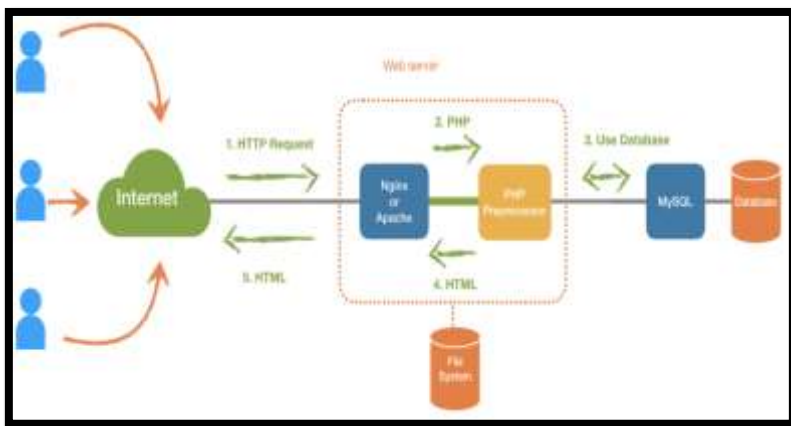 Web server
2. PHP
1. HTTP Request
3. Use Database
Internet
Nginx
or
Apache
PHP
MySQL
Database
5. HTML
4. HTML
File
System